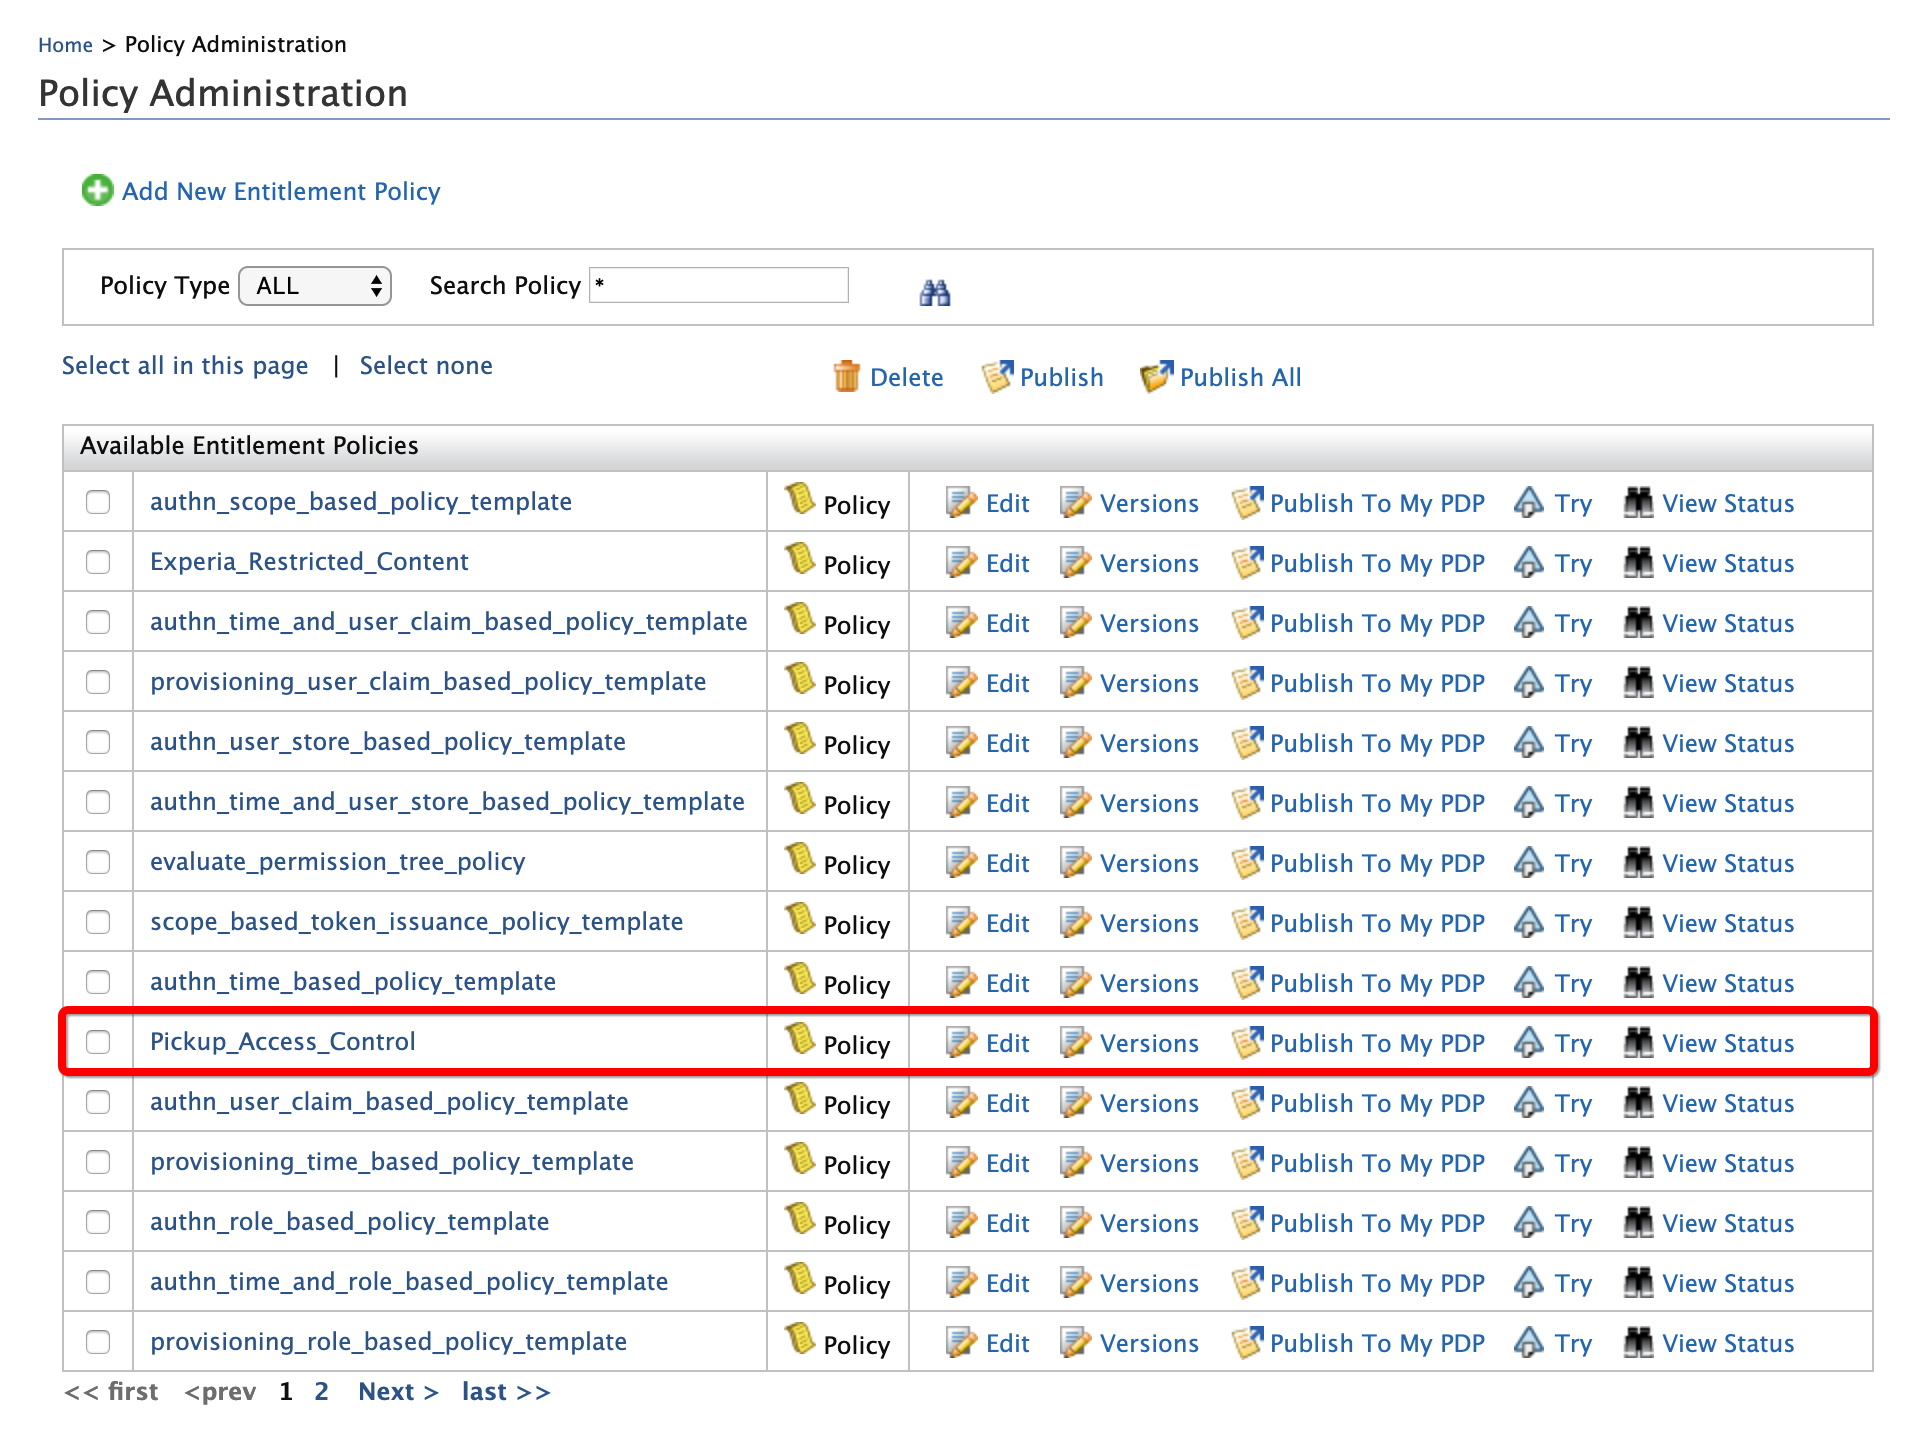 Home > Policy Administration
Policy Administration
Add New Entitlement Policy
Policy Type ALL Search Policy *
Select all in this page | Select none Delete Publish Publish All
Available Entitlement Policies
authn_scope_based_policy_template Policy Edit Versions Publish To My PDP Try View Status
Experia_Restricted_Content Policy Edit Versions Publish To My PDP Try View Status
authn_time_and_user_claim_based_policy_template Policy Edit Versions Publish To My PDP Try View Status
provisioning_user_claim_based_policy_template Policy Edit Versions Publish To My PDP Try View Status
authn_user_store_based_policy_template Policy Edit Versions Publish To My PDP Try View Status
authn_time_and_user_store_based_policy_template Policy Edit Versions Publish To My PDP Try View Status
evaluate_permission_tree_policy Policy Edit Versions Publish To My PDP Try View Status
scope_based_token_issuance_policy_template Policy Edit Versions Publish To My PDP Try View Status
authn_time_based_policy_template Policy Edit Versions Publish To My PDP Try View Status
Pickup_Access_Control Policy Edit Versions Publish To My PDP Try View Status
authn_user_claim_based_policy_template Policy Edit Versions Publish To My PDP Try View Status
provisioning_time_based_policy_template Policy Edit Versions Publish To My PDP Try View Status
authn_role_based_policy_template Policy Edit Versions Publish To My PDP Try View Status
authn_time_and_role_based_policy_template Policy Edit Versions Publish To My PDP Try View Status
provisioning_role_based_policy_template Policy Edit Versions Publish To My PDP Try View Status
<< first <prev 1 2 Next > last >>